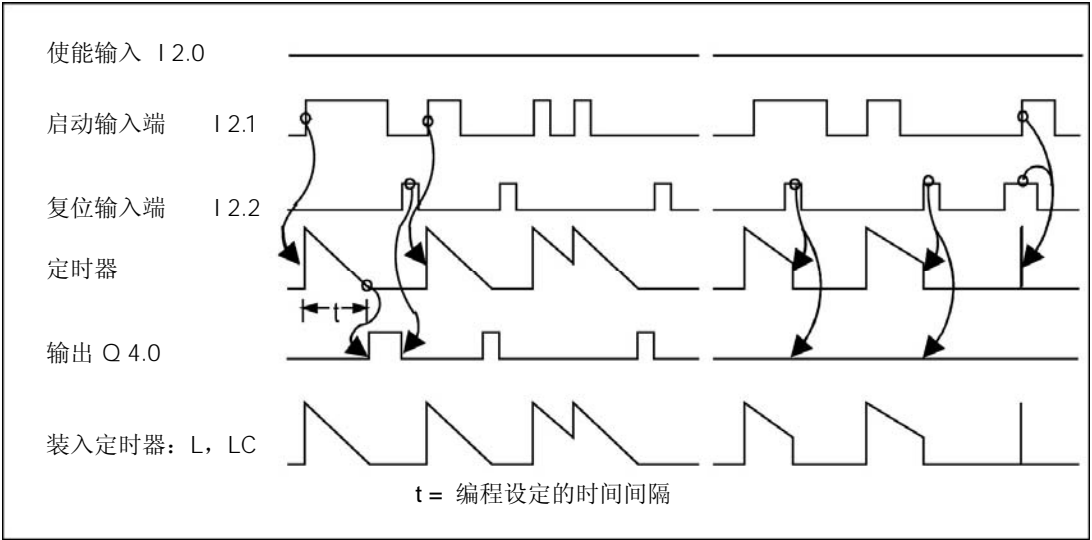 使能输入 I 2.0
启动输入端 I 2.1
复位输入端 I 2.2
定时器
t
输出 Q 4.0
装入定时器：L，LC
t = 编程设定的时间间隔